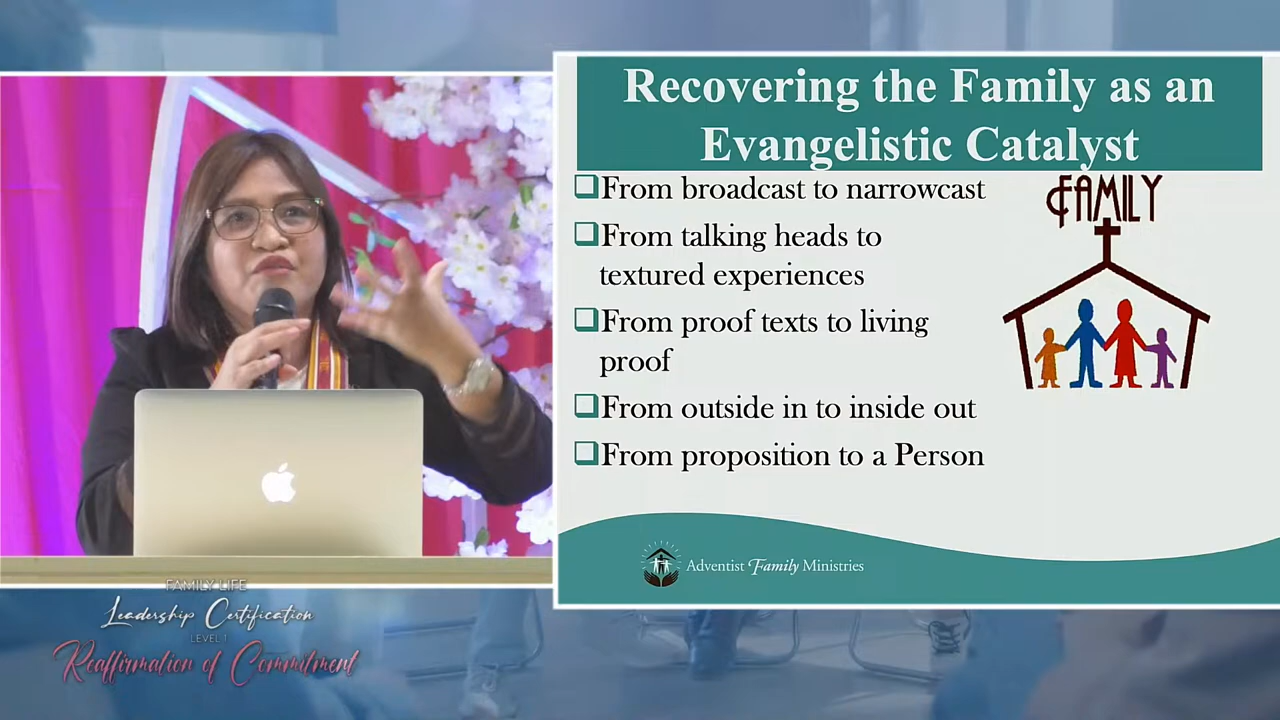 Recovering the Family as an
Evangelistic Catalyst
❑From broadcast to narrowcast
❑From talking heads to
textured experiences
❑From proof texts to living
proof
❑From outside in to inside out
❑From proposition to a Person
FAMILY
Adventist Family Ministries
FAMILY LIFE
Leadership Certification
LEVEL 1
Reaffirmation of Commitment